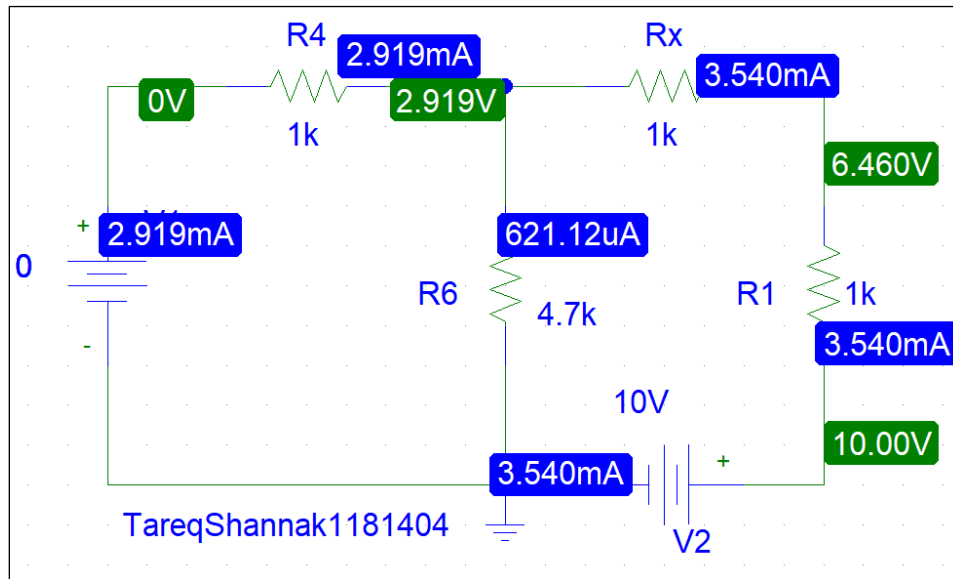 R4
2.919mA
Rx
3.540mA
0V
2.919V
1k
1k
6.460V
+
2.919mA
621.12uA
0
R6
4.7k
R1
1k
-
3.540mA
10V
10.00V
3.540mA
+
TareqShannak1181404
V2